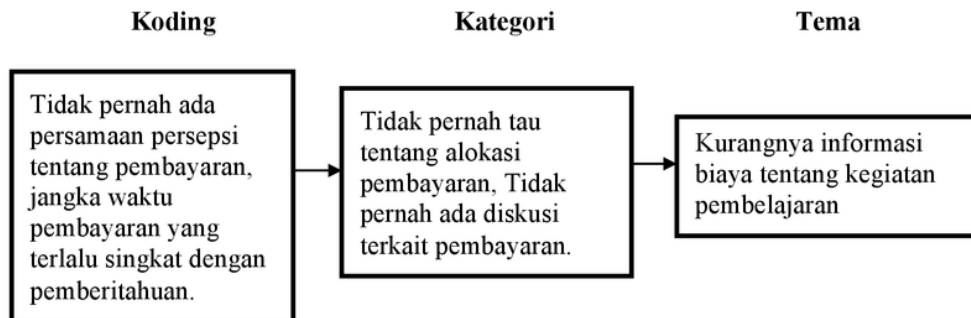 Koding
Kategori
Tema
Tidak pernah ada
persamaan persepsi
tentang pembayaran,
jangka waktu
pembayaran yang
terlalu singkat dengan
pemberitahuan.
Tidak pernah tau
tentang alokasi
pembayaran, Tidak
pernah ada diskusi
terkait pembayaran.
Kurangnya informasi
biaya tentang kegiatan
pembelajaran